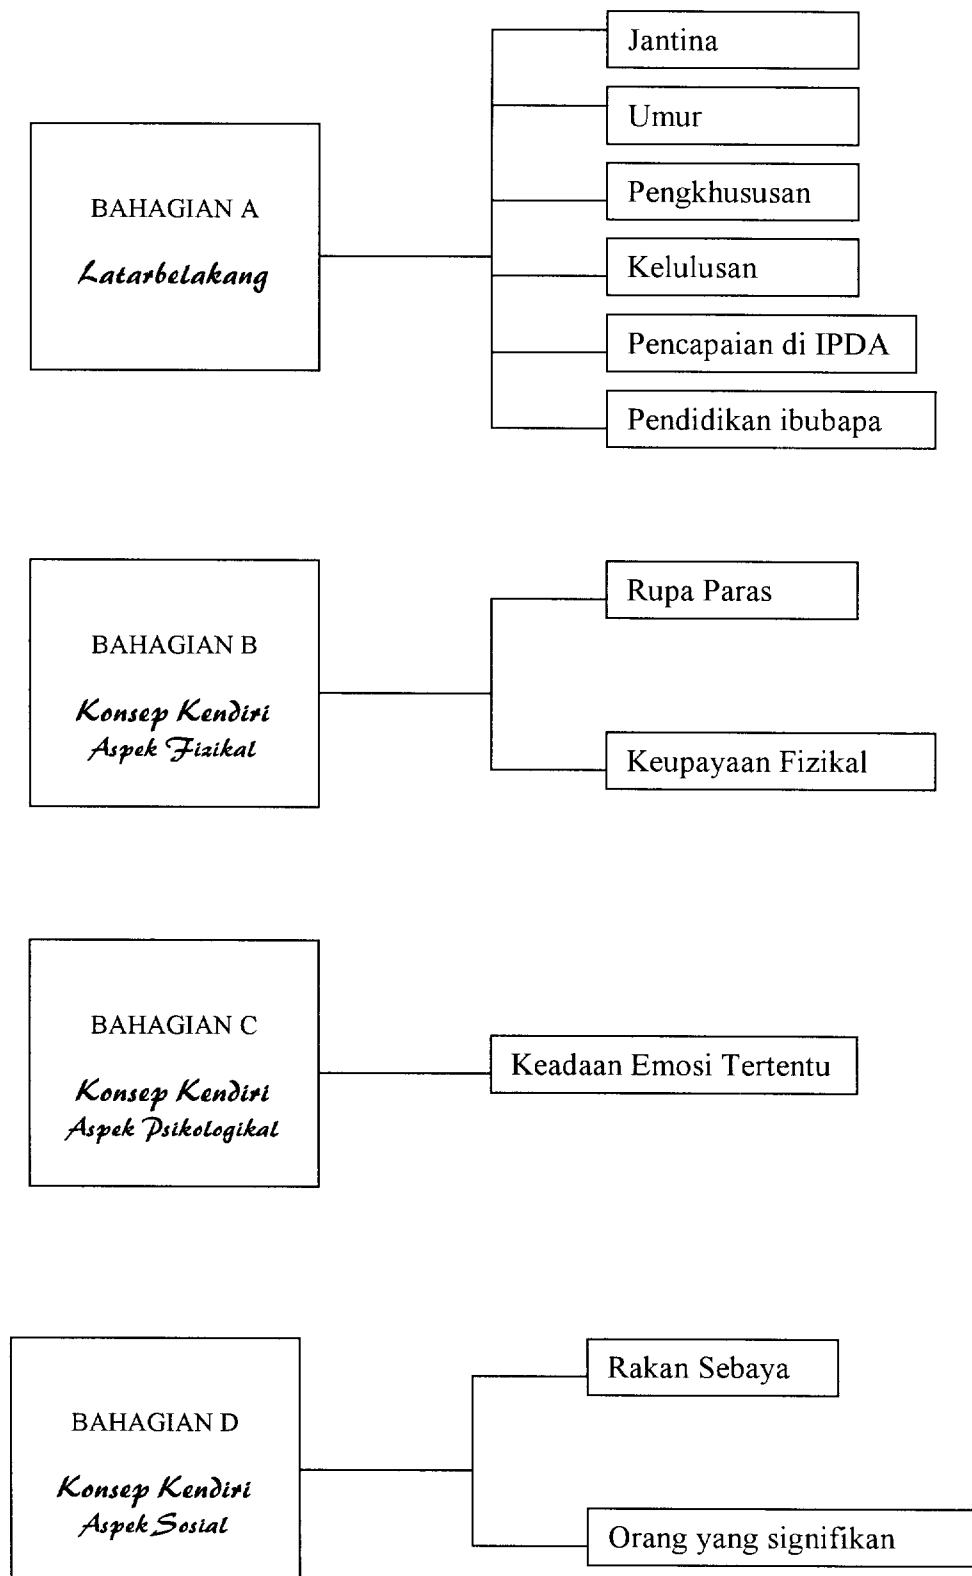 BAHAGIAN A
Latarbelakang
Jantina
Umur
Pengkhususan
Kelulusan
Pencapaian di IPDA
Pendidikan ibubapa
BAHAGIAN B
Konsep Kendiri
Aspek Fizikal
Rupa Paras
Keupayaan Fizikal
BAHAGIAN C
Konsep Kendiri
Aspek Psikologikal
Keadaan Emosi Tertentu
BAHAGIAN D
Konsep Kendiri
Aspek Sosial
Rakan Sebaya
Orang yang signifikan